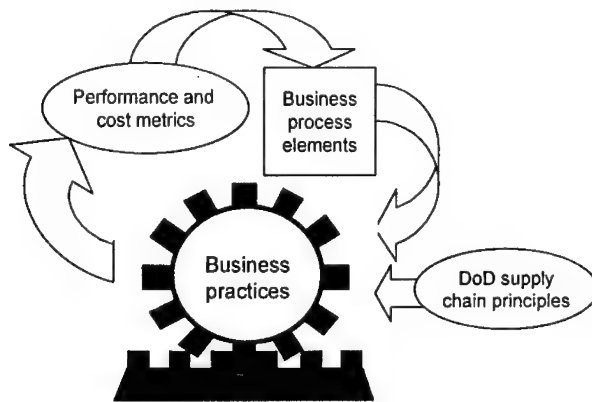 Performance and
cost metrics
Business
process
elements
Business
practices
DoD supply
chain principles